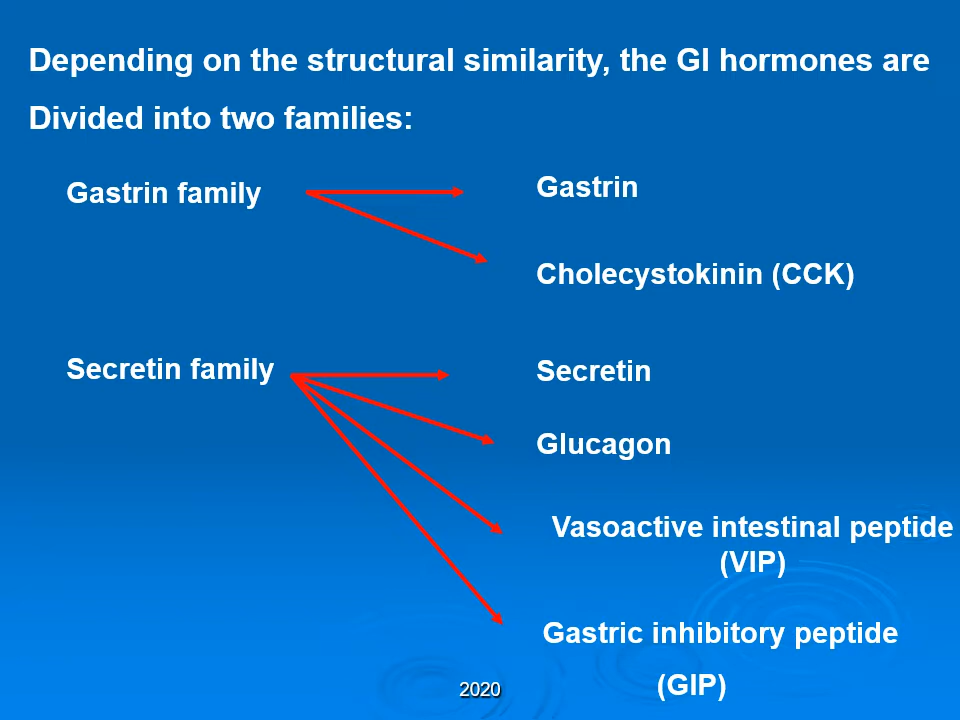 Depending on the structural similarity, the GI hormones are
Divided into two families:
Gastrin family
Gastrin
Cholecystokinin (CCK)
Secretin family
Secretin
Glucagon
Vasoactive intestinal peptide
(VIP)
Gastric inhibitory peptide
(GIP)
2020